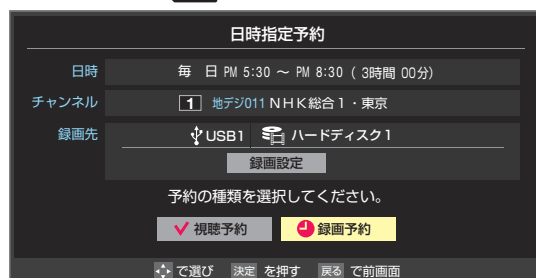 日時指定予約
日時 毎 日 PM 5:30 ～ PM 8:30 ( 3時間 00分)
チャンネル 1 地デジ011 NHK総合1・東京
録画先 USB1 ハードディスク1
録画設定
予約の種類を選択してください。
視聴予約 録画予約
で選び 決定 を押す 戻る で前画面